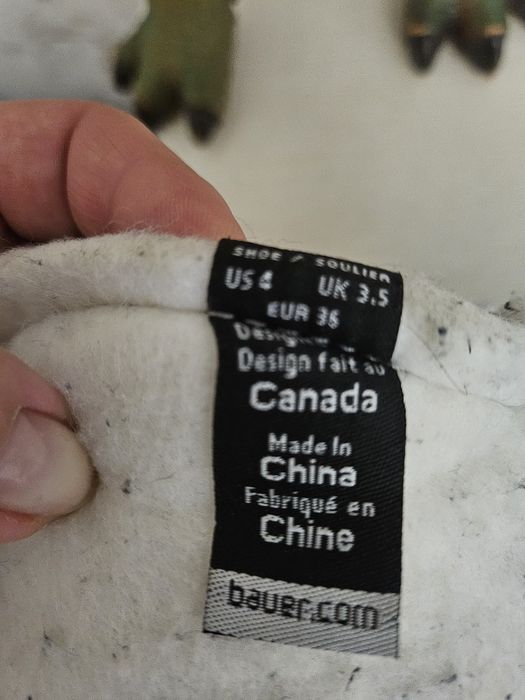 SHOE / SOULIER
US 4 UK 3.5
EUR 36
Design fait au
Canada
Made In
China
Fabriqué en
Chine
bauer.com